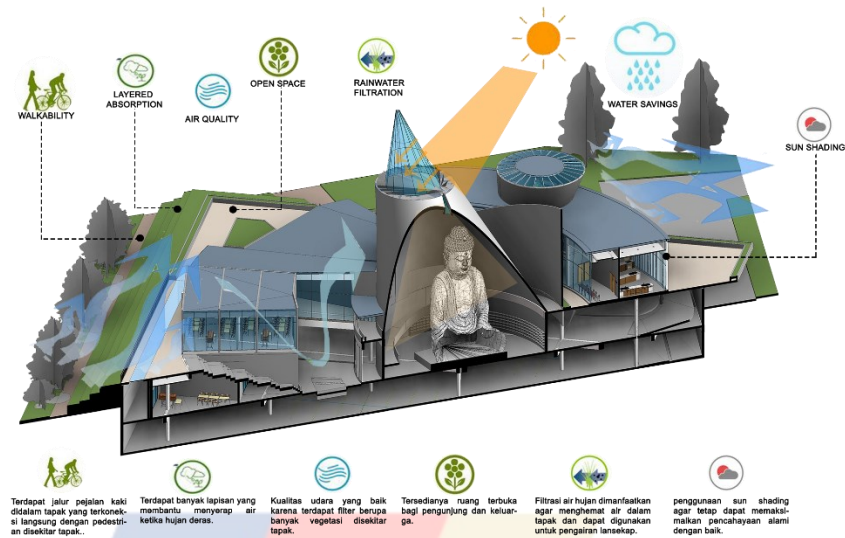 WALKABILITY
LAYERED
ABSORPTION
AIR QUALITY
OPEN SPACE
RAINWATER
FILTRATION
WATER SAVINGS
SUN SHADING
Terdapat jalur pejalan kaki
didalam tapak yang terkonek-
si langsung dengan pedestri-
an disekitar tapak..
Terdapat banyak lapisan yang
membantu menyerap air
ketika hujan deras.
Kualitas udara yang baik
karena terdapat filter berupa
banyak vegetasi disekitar
tapak.
Tersedianya ruang terbuka
bagi pengunjung dan keluar-
ga.
Filtrasi air hujan dimanfaatkan
agar menghemat air dalam
tapak dan dapat digunakan
untuk pengairan lansekap.
penggunaan sun shading
agar tetap dapat memaksi-
malkan pencahayaan alami
dengan baik.